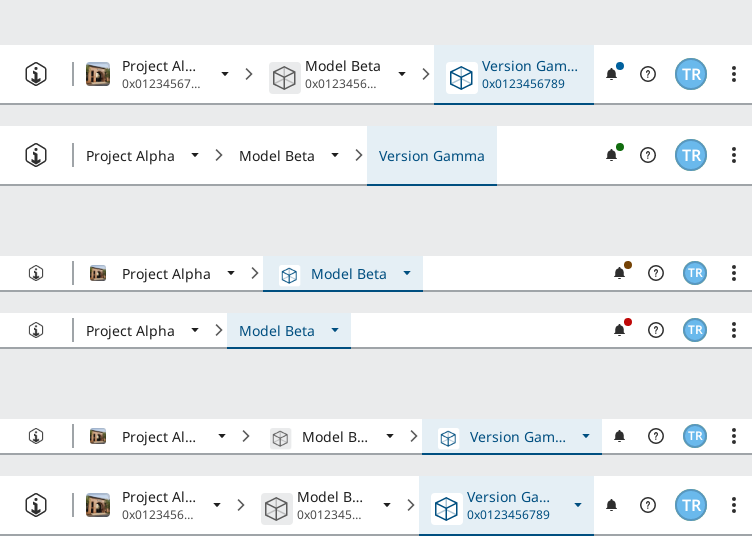 Project Al...
0x01234567...
Model Beta
0x0123456...
Version Gam...
0x0123456789
TR
Project Alpha
Model Beta
Version Gamma
TR
Project Alpha
Model Beta
TR
Project Alpha
Model Beta
TR
Project Al...
Model B...
Version Gam...
TR
Project Al...
0x0123456...
Model B...
0x012345...
Version Ga...
0x0123456789
TR